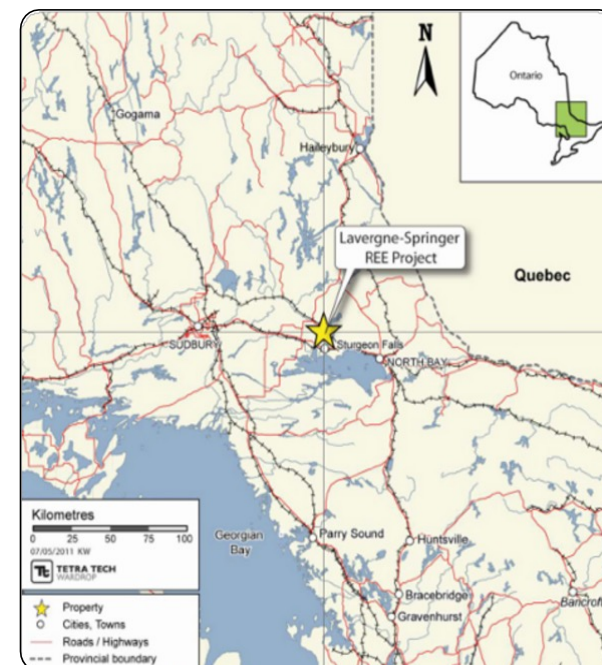 N
Ontario
Gogama
Haileybury
Lavergne-Springer
REE Project
Quebec
SUDBURY
Sturgeon Falls
NORTH BAY
Kilometres
0 25 50 75 100
07/05/2011 KW
TETRA TECH
WARDROP
Georgian
Bay
Parry Sound
Huntsville
Bracebridge
Gravenhurst
Bancroft
Property
Cities, Towns
Roads / Highways
Provincial boundary